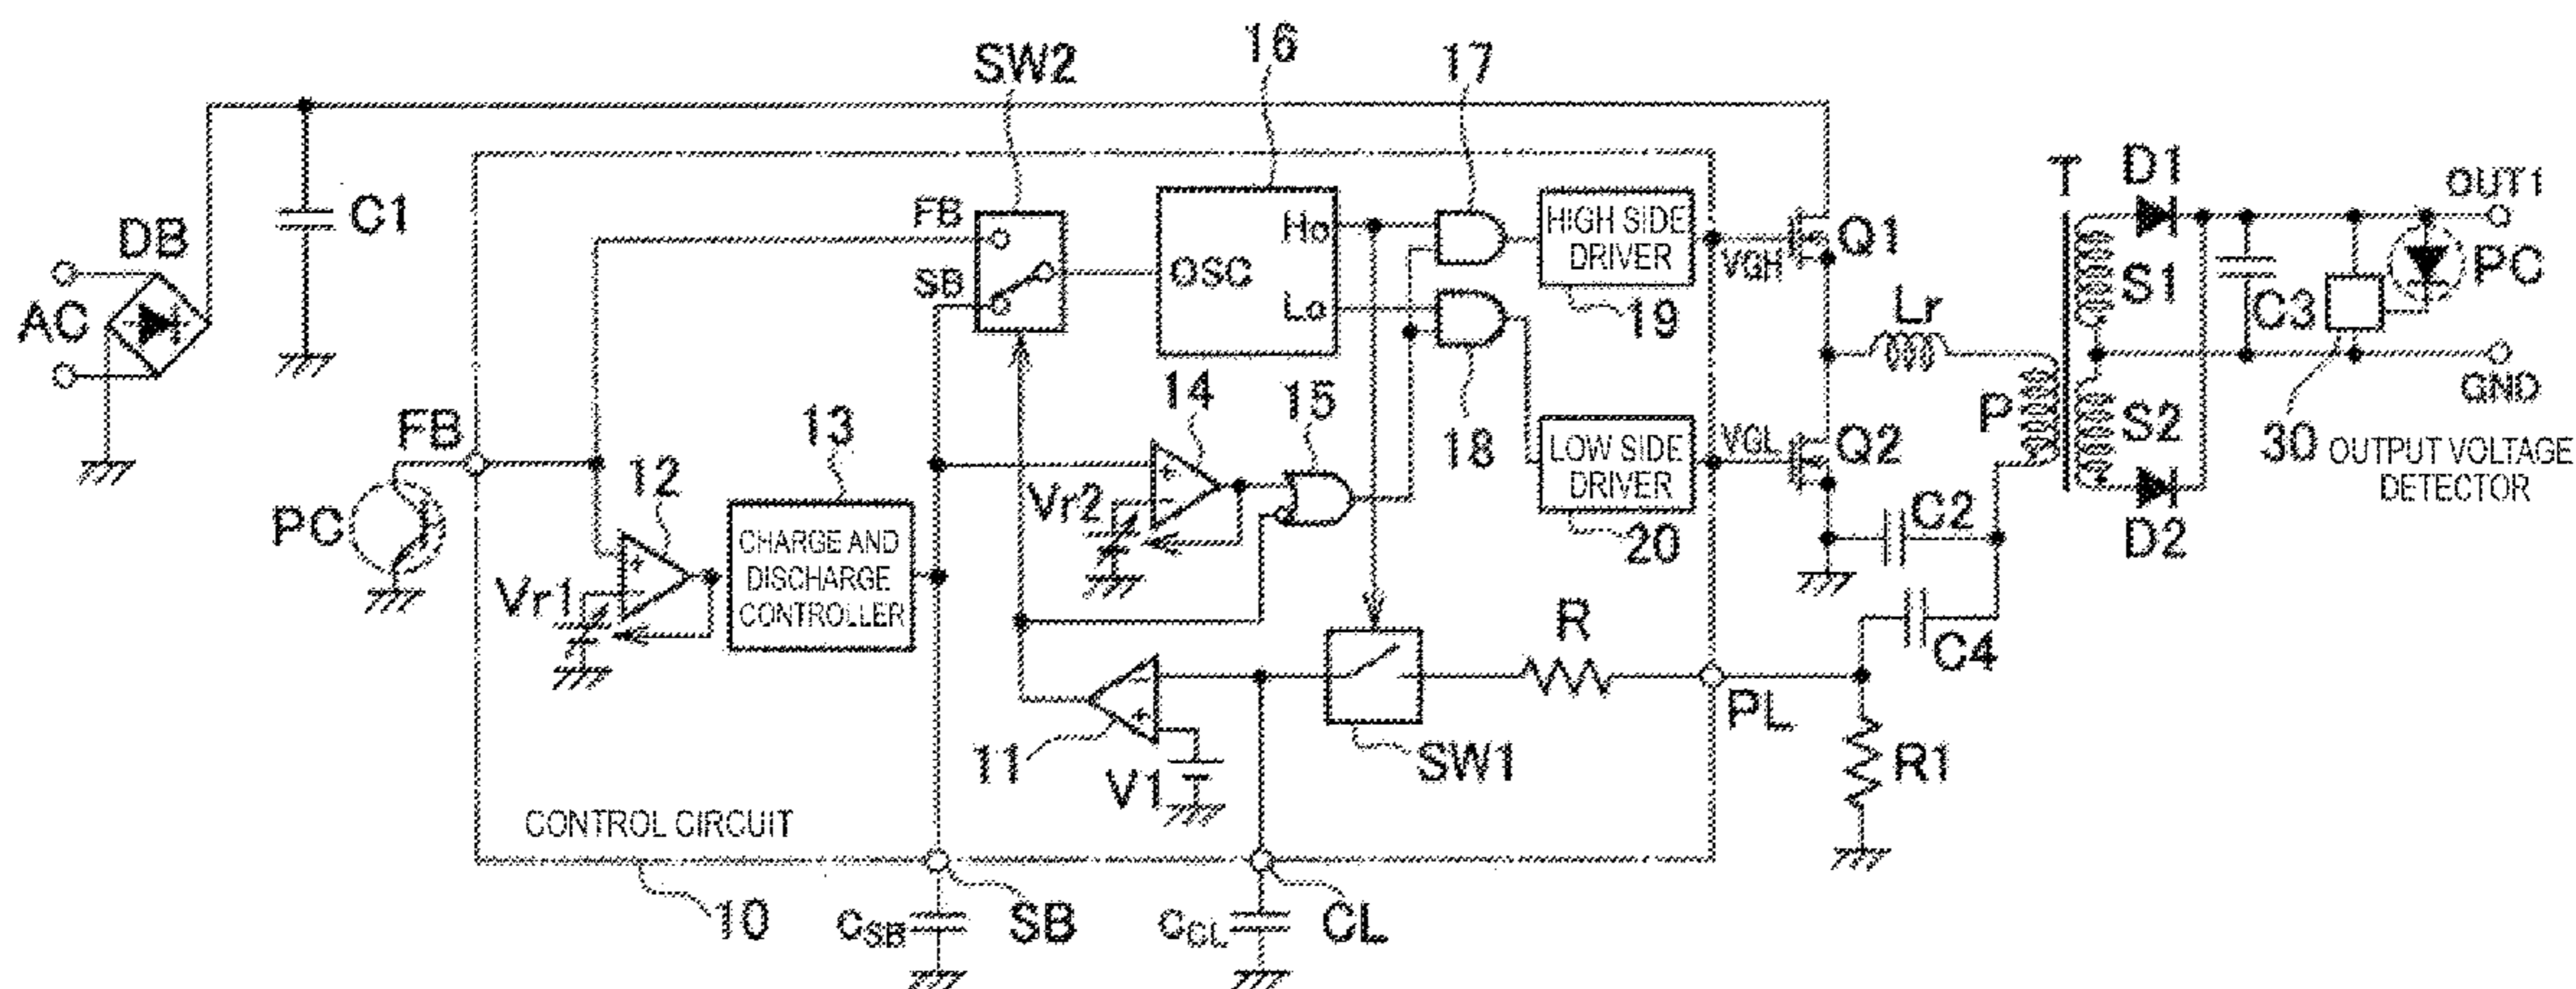 16
SW2
17
T
D1
OUT1
FB
Ho
HIGH SIDE
DRIVER
C1
DB
Q1
VGH
S1
PC
SB
OSC
Lo
19
Lr
C3
AC
14
15
GND
P
S2
FB
13
18
LOW SIDE
DRIVER
VGL
Q2
30
OUTPUT VOLTAGE
DETECTOR
12
Vr2
PC
CHARGE AND
DISCHARGE
CONTROLLER
20
C2
D2
Vr1
R
C4
PL
11
V1
SW1
R1
CONTROL CIRCUIT
10
CSB
SB
CCL
CL